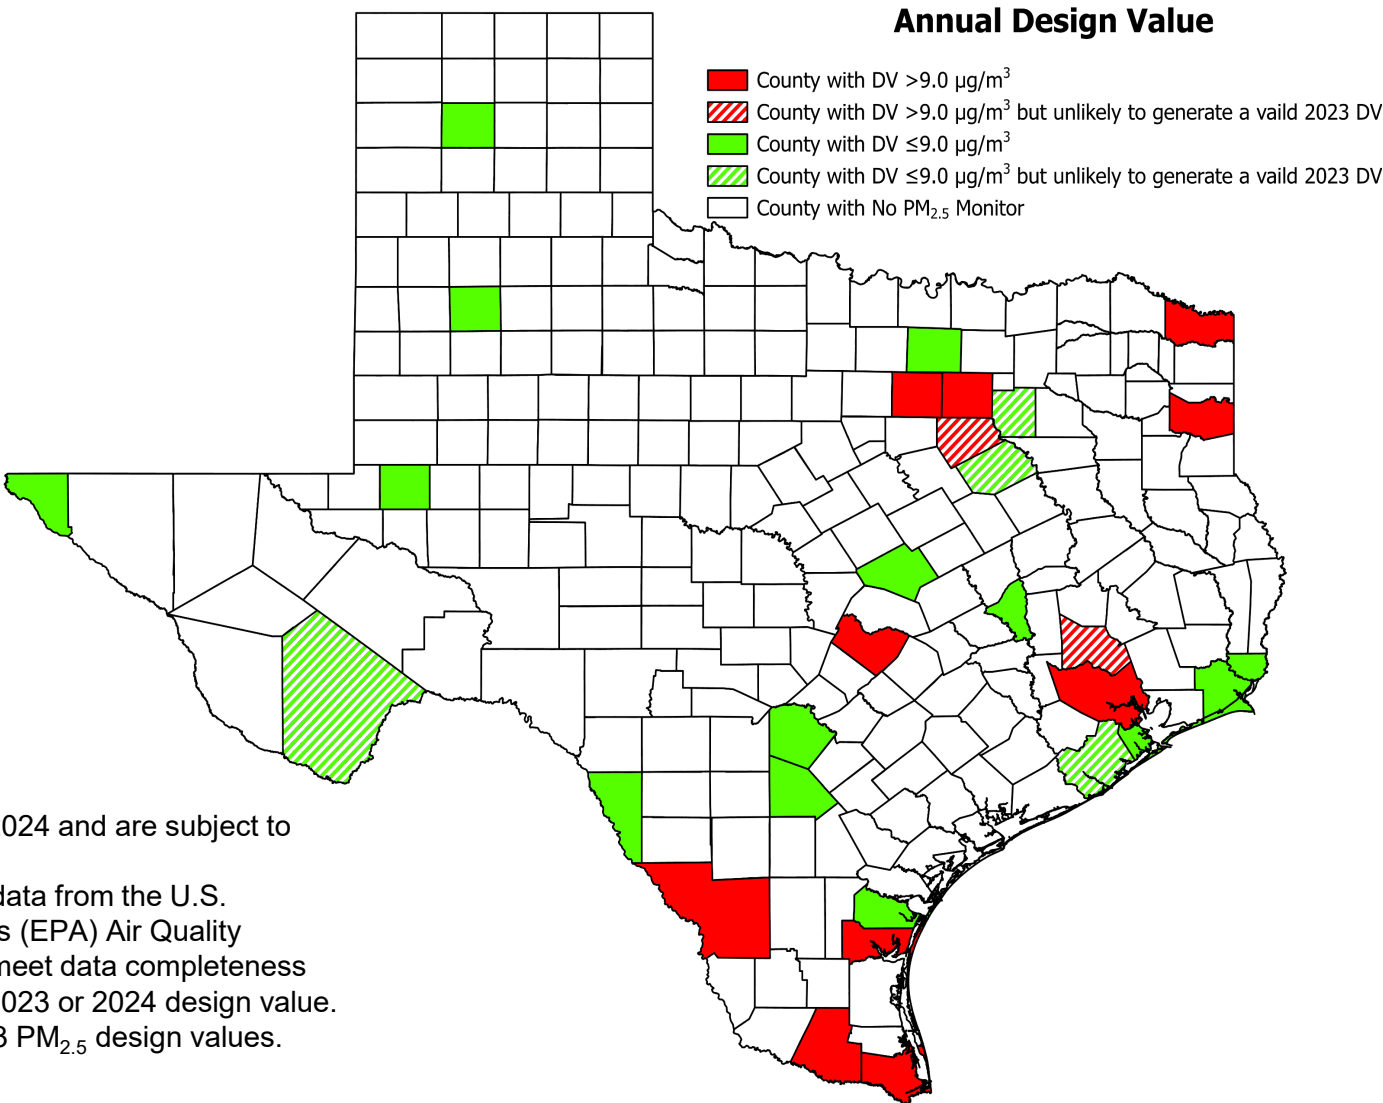 Annual Design Value
County with DV >9.0 µg/m³
County with DV >9.0 µg/m³ but unlikely to generate a vaild 2023 DV
County with DV ≤9.0 µg/m³
County with DV ≤9.0 µg/m³ but unlikely to generate a vaild 2023 DV
County with No PM₂.₅ Monitor
2024 and are subject to
data from the U.S.
s (EPA) Air Quality
meet data completeness
2023 or 2024 design value.
3 PM₂.₅ design values.